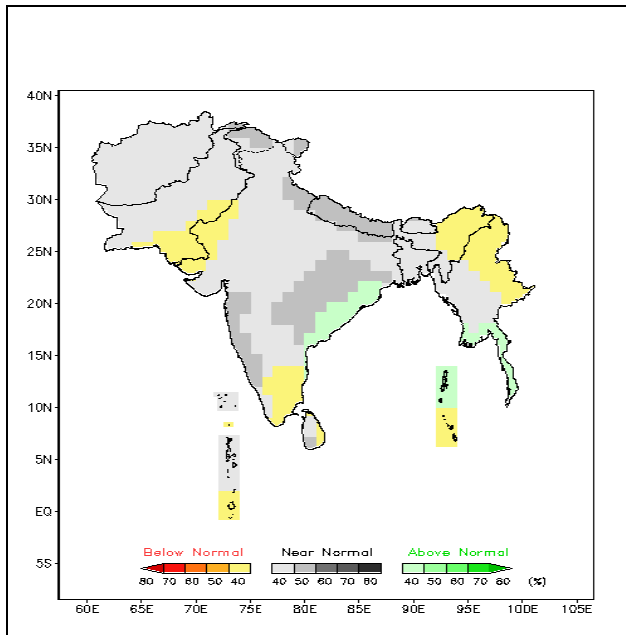 40N
35N
30N
25N
20N
15N
10N
5N
EQ
5S
Below Normal Near Normal Above Normal
80 70 60 50 40 40 50 60 70 80 40 50 60 70 80 (%)
60E 65E 70E 75E 80E 85E 90E 95E 100E 105E